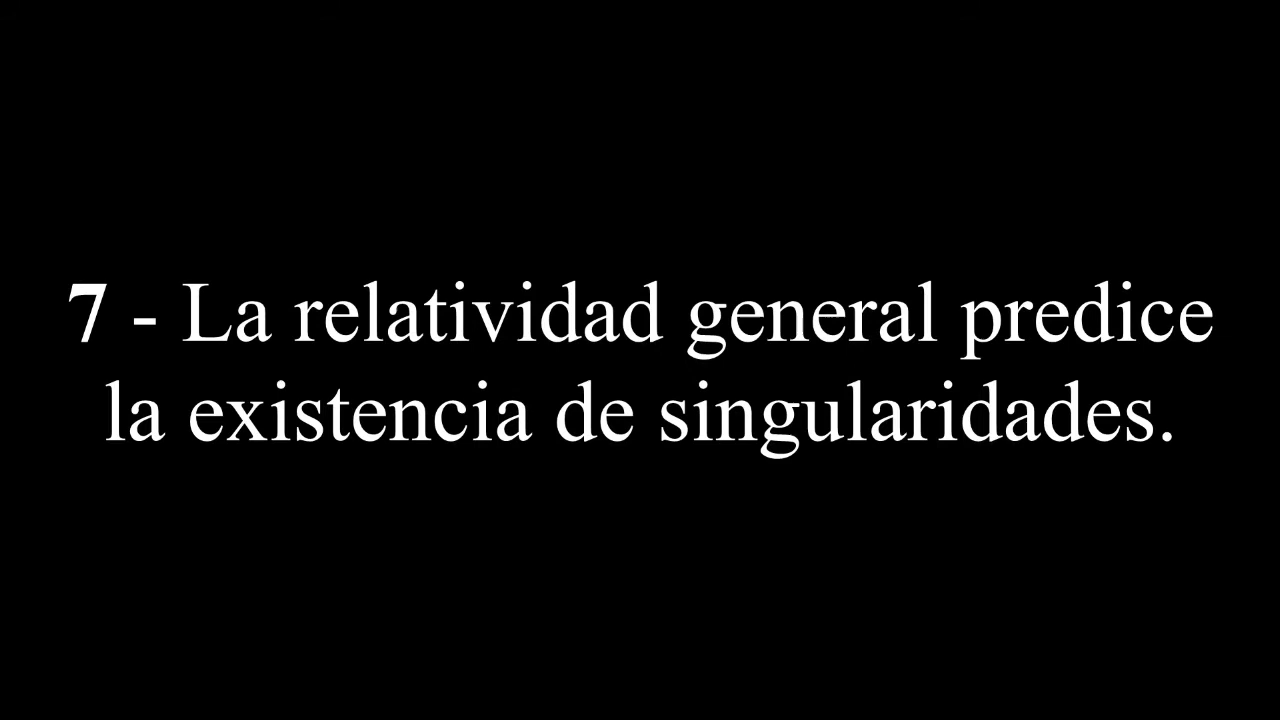 7 - La relatividad general predice
la existencia de singularidades.